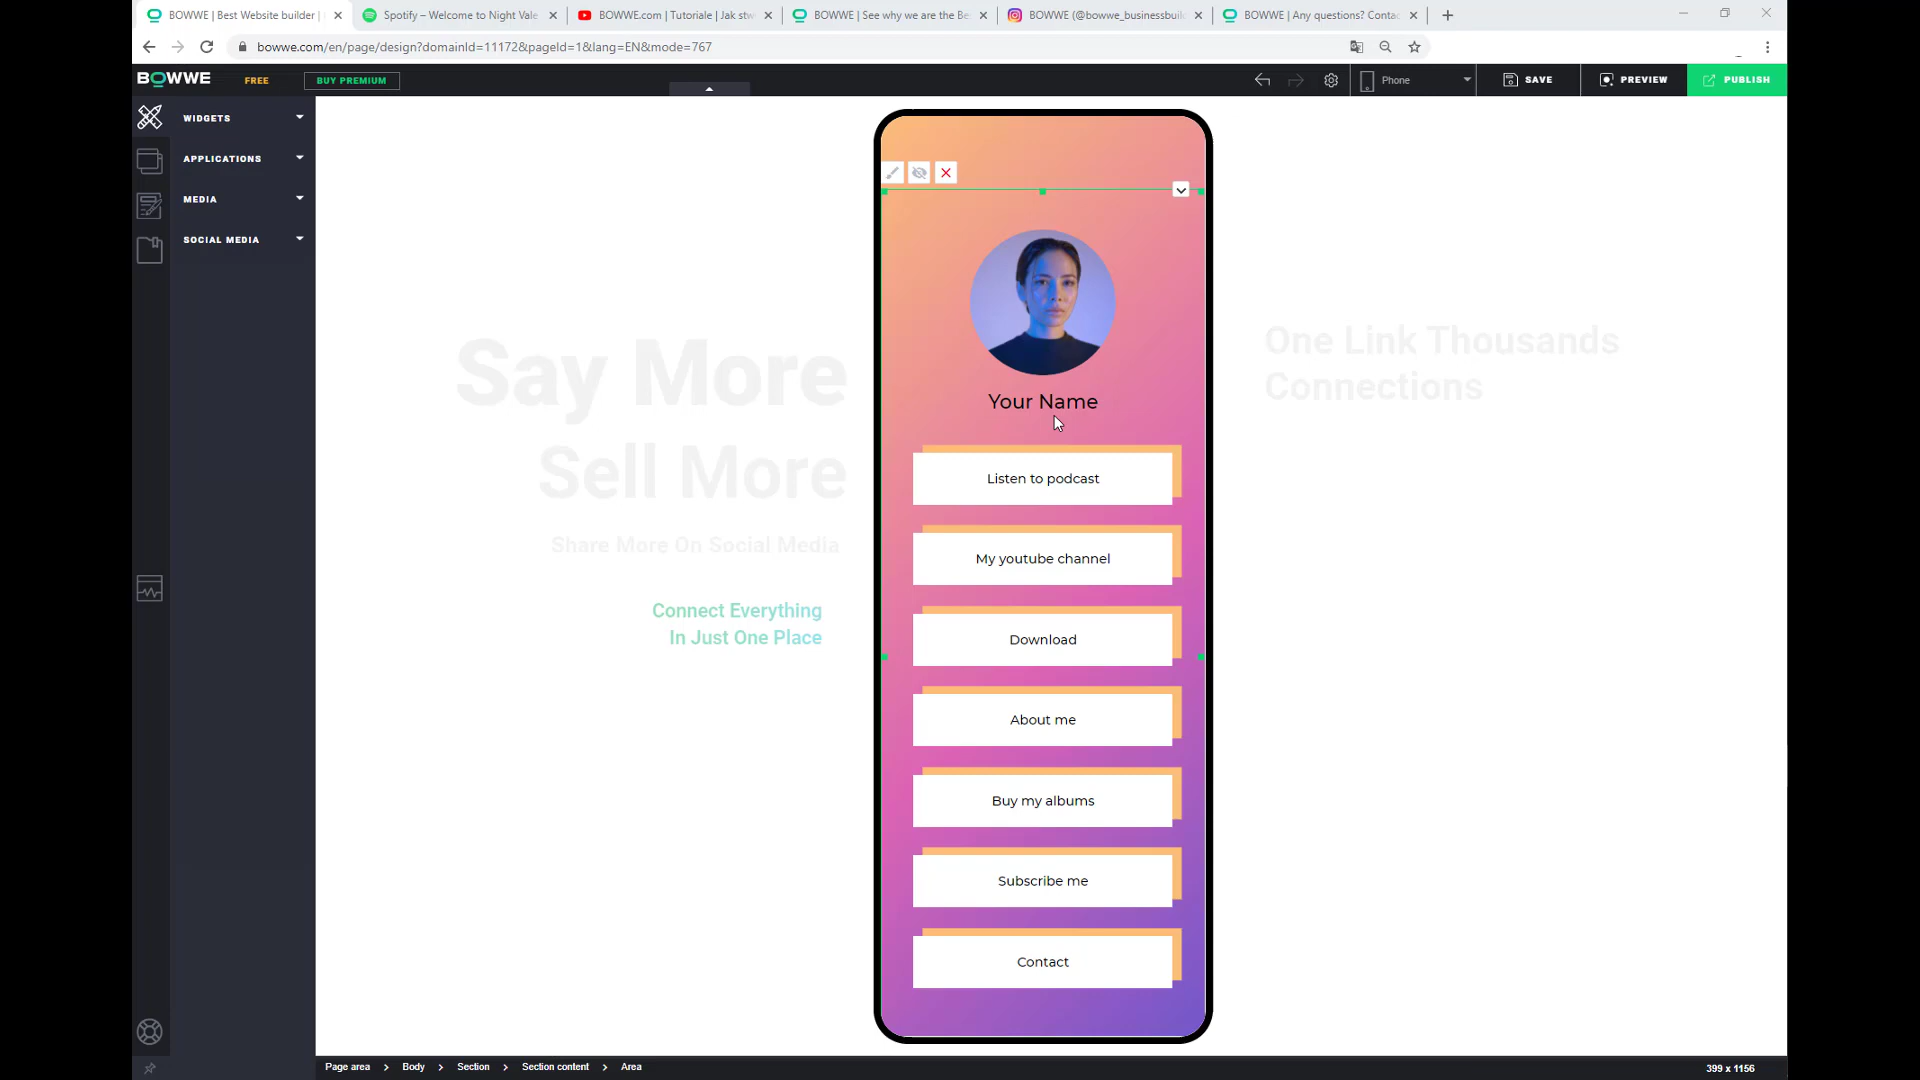 BOWWE | Best Website builder |
Spotify – Welcome to Night Vale
BOWWE.com | Tutoriale | Jak stw
BOWWE | See why we are the Be
BOWWE (@bowwe_businessbuil
BOWWE | Any questions? Contac
bowwe.com/en/page/design?domainId=11172&pageId=1&lang=EN&mode=767
BOWWE
FREE
BUY PREMIUM
Phone
SAVE
PREVIEW
PUBLISH
WIDGETS
APPLICATIONS
MEDIA
SOCIAL MEDIA
Say More
Sell More
Share More On Social Media
Connect Everything
In Just One Place
Your Name
Listen to podcast
My youtube channel
Download
About me
Buy my albums
Subscribe me
Contact
One Link Thousands
Connections
Page area > Body > Section > Section content > Area
399 x 1156